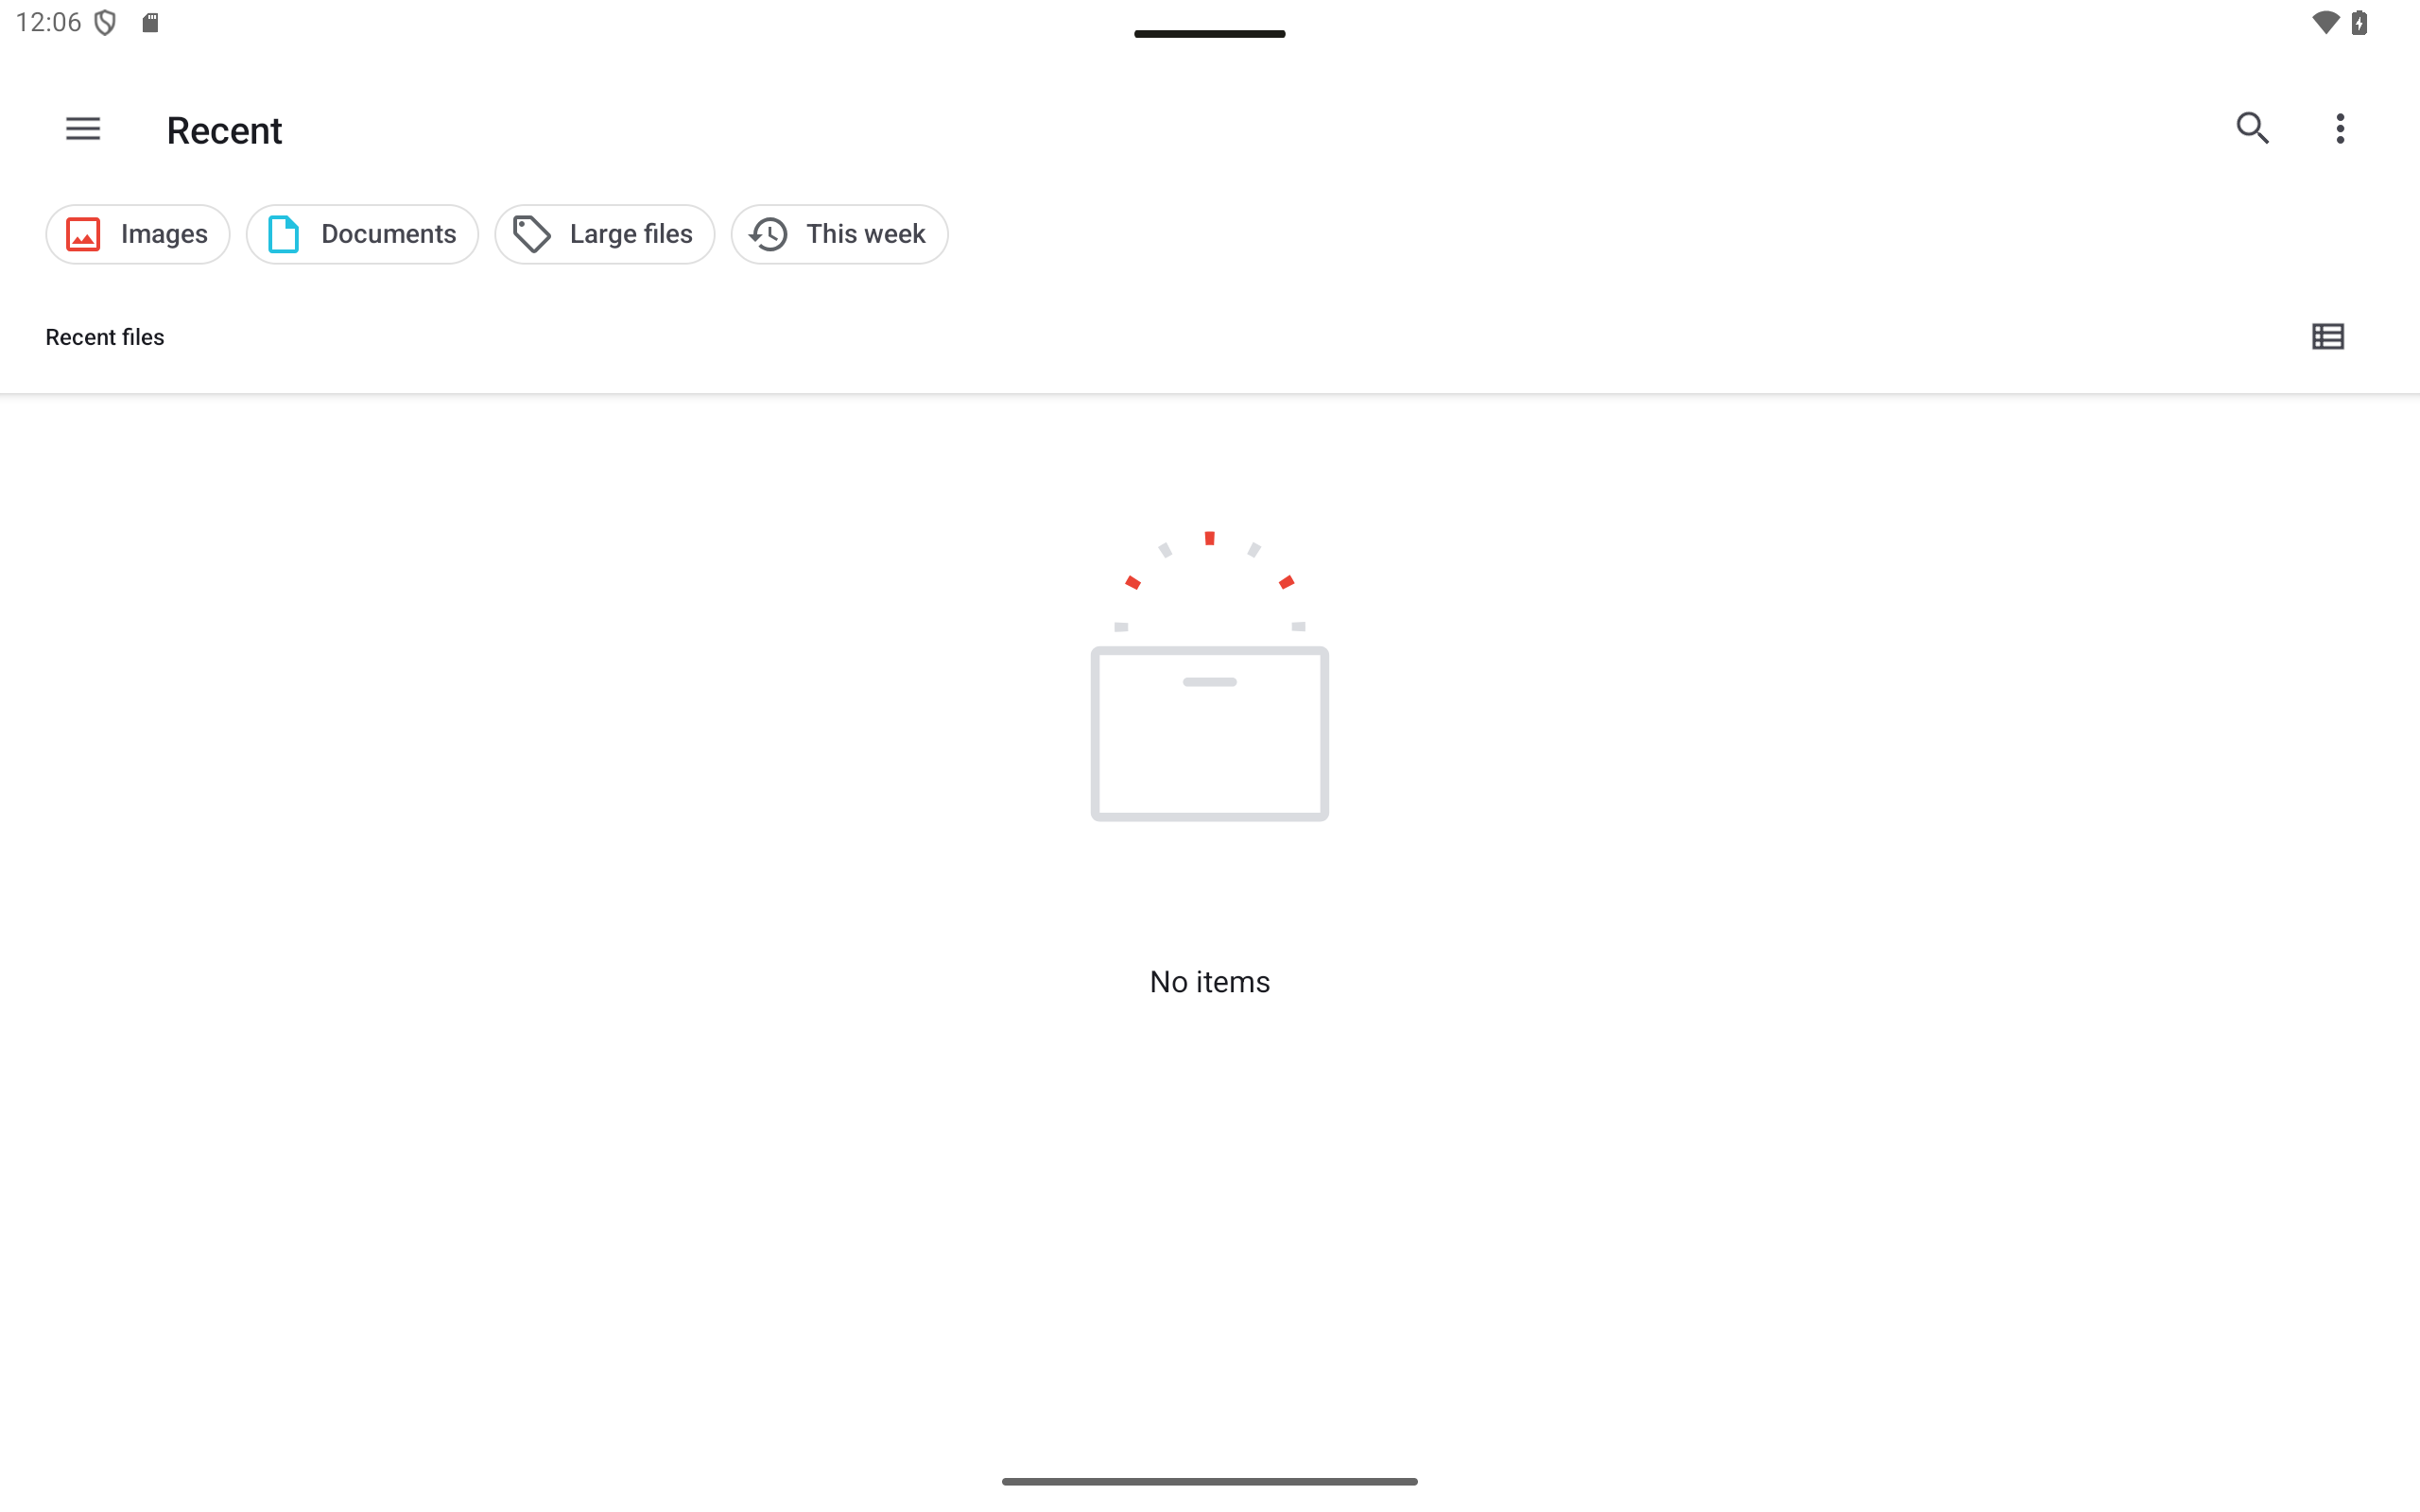 12:06
Recent
Images
Documents
Large files
This week
Recent files
No items